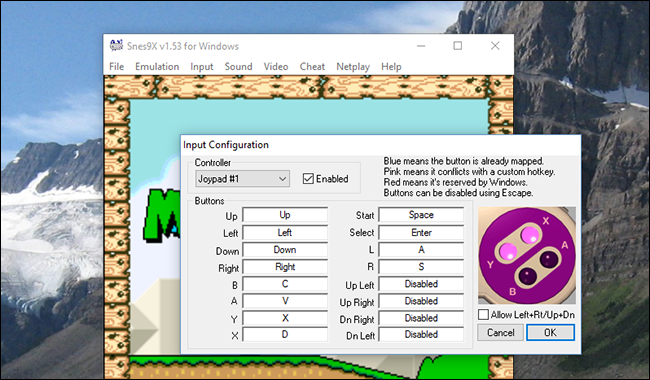 Snes9X v1.53 for Windows
File Emulation Input Sound Video Cheat Netplay Help
Input Configuration
Controller
Joypad #1
Enabled
Blue means the button is already mapped.
Pink means it conflicts with a custom hotkey.
Red means it's reserved by Windows.
Buttons can be disabled using Escape.
Buttons
Up Up Start Space
Left Left Select Enter
Down Down L A
Right Right R S
B C Up Left Disabled
A V Up Right Disabled
Y X Dn Right Disabled
X D Dn Left Disabled
X
A
Y
B
Allow Left+Rt/Up+Dn
Cancel OK
M